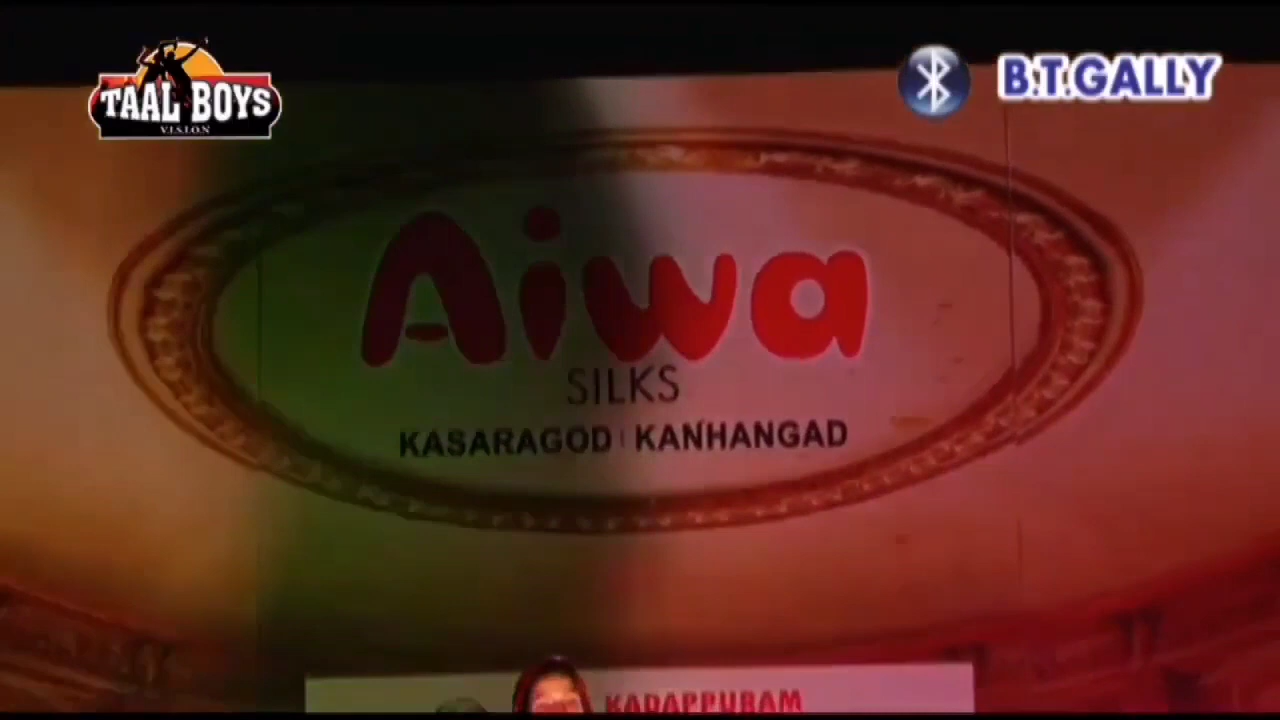 TAAL BOYS
VISION
B.T.GALLY
Aiwa
SILKS
KASARAGOD | KANHANGAD
KADAPPURAM